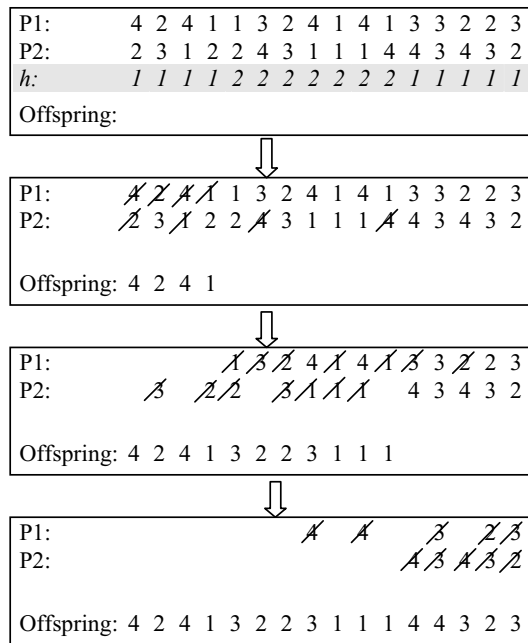 P1: 4 2 4 1 1 3 2 4 1 4 1 3 3 2 2 3
P2: 2 3 1 2 2 4 3 1 1 1 4 4 3 4 3 2
h: 1 1 1 1 2 2 2 2 2 2 2 1 1 1 1 1
Offspring:
P1: 4 2 4 1 1 3 2 4 1 4 1 3 3 2 2 3
P2: 2 3 1 2 2 4 3 1 1 1 4 4 3 4 3 2
Offspring: 4 2 4 1
P1: 1 3 2 4 1 4 1 3 3 2 2 3
P2: 3 2 2 3 1 1 1 4 3 4 3 2
Offspring: 4 2 4 1 3 2 2 3 1 1 1
P1: 4 4 3 2 3
P2: 4 3 4 3 2
Offspring: 4 2 4 1 3 2 2 3 1 1 1 4 4 3 2 3